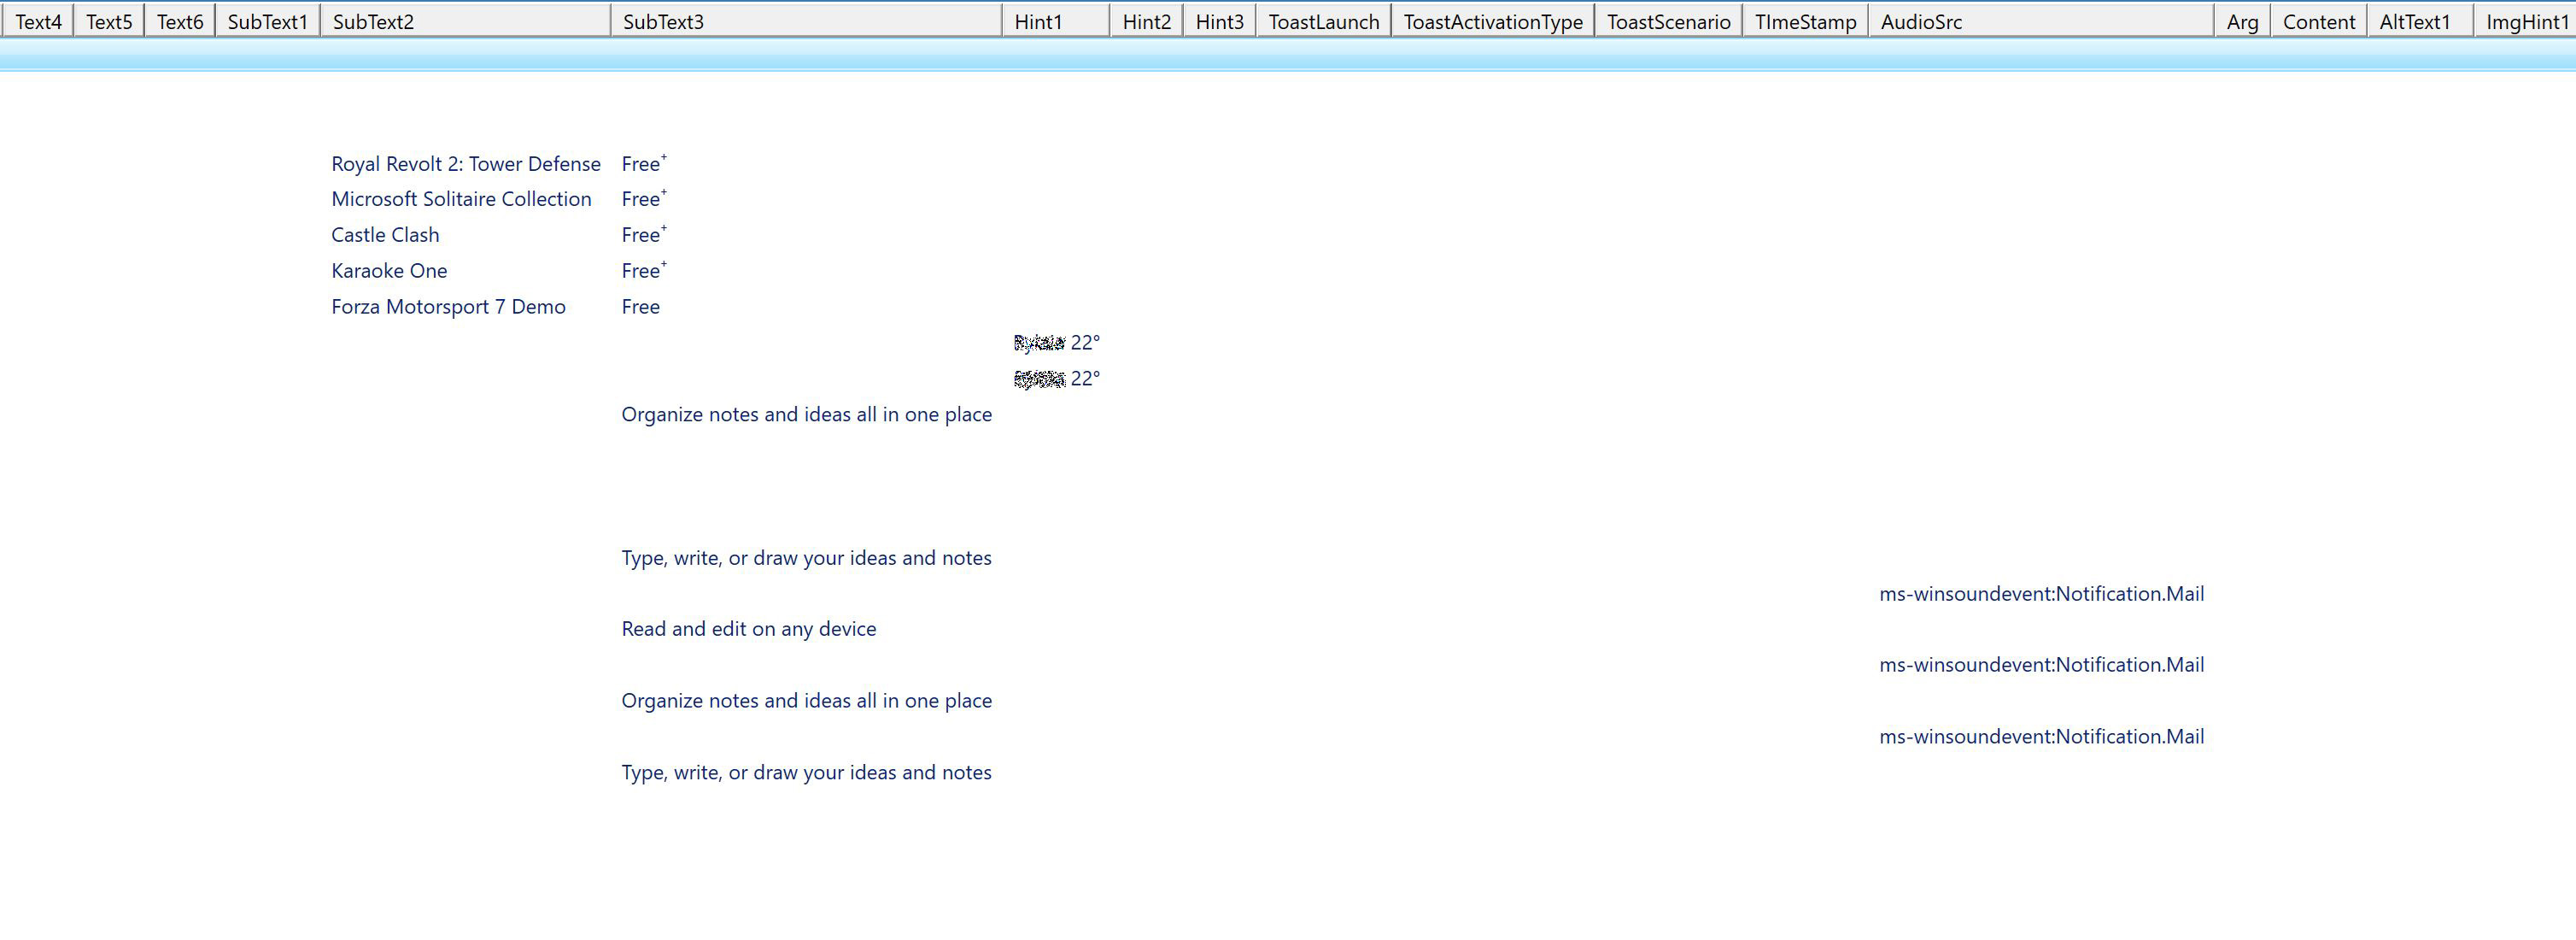 Text4 Text5 Text6 SubText1 SubText2 SubText3 Hint1 Hint2 Hint3 ToastLaunch ToastActivationType ToastScenario TImeStamp AudioSrc Arg Content AltText1 ImgHint1
Royal Revolt 2: Tower Defense Free⁺
Microsoft Solitaire Collection Free⁺
Castle Clash Free⁺
Karaoke One Free⁺
Forza Motorsport 7 Demo Free
22°
22°
Organize notes and ideas all in one place
Type, write, or draw your ideas and notes
ms-winsoundevent:Notification.Mail
Read and edit on any device
ms-winsoundevent:Notification.Mail
Organize notes and ideas all in one place
ms-winsoundevent:Notification.Mail
Type, write, or draw your ideas and notes